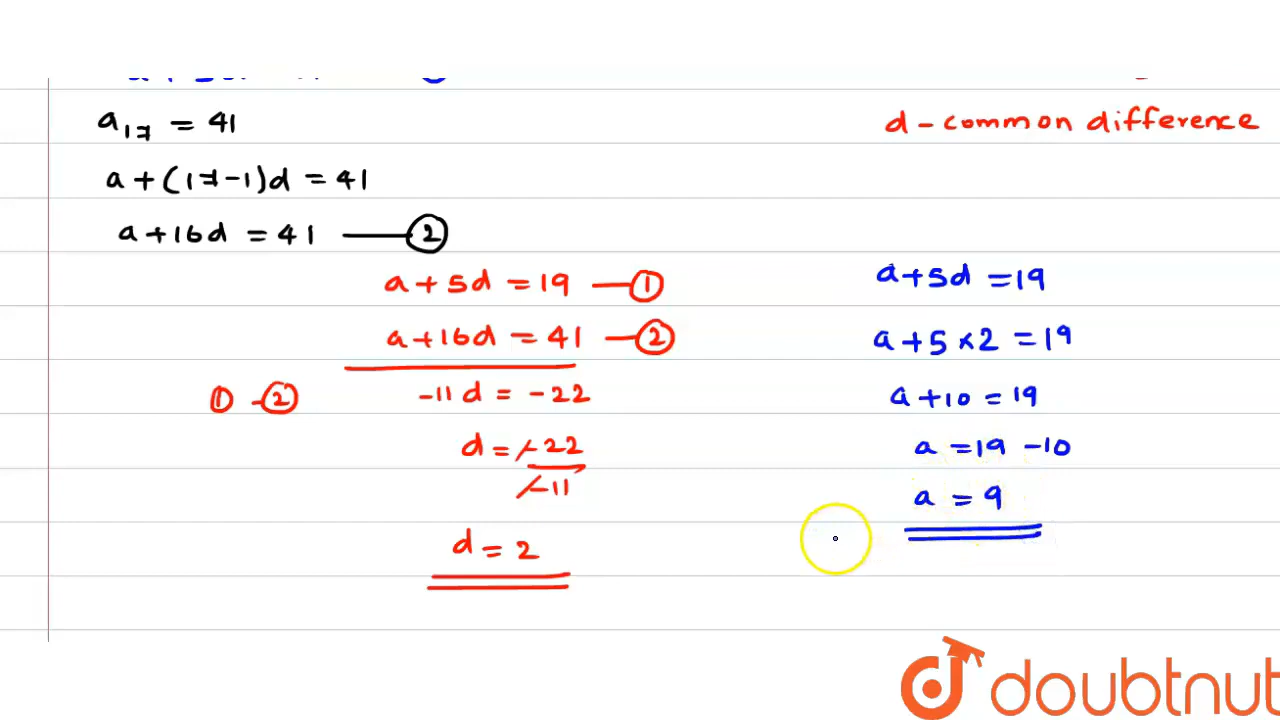 a₁₇ = 41
d - common difference
a + (17-1)d = 41
a + 16d = 41 —— ②
a + 5d = 19 — ①
a + 16d = 41 — ②
① - ②
-11d = -22
d = -22
-11
d = 2
a + 5d = 19
a + 5 × 2 = 19
a + 10 = 19
a = 19 - 10
a = 9
doubtnut